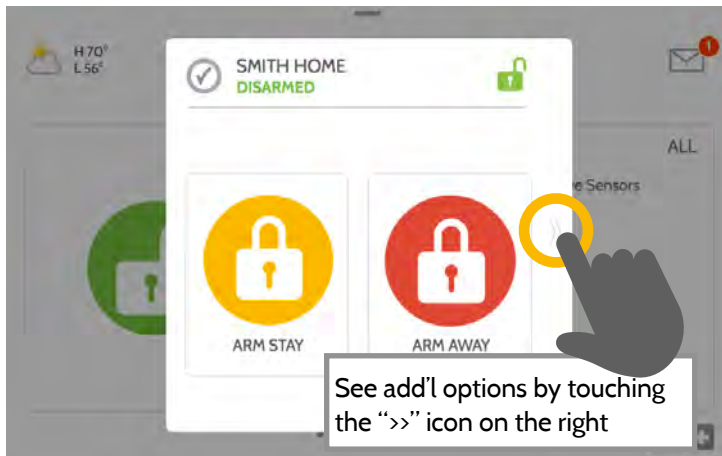 H 70°
L 56°
SMITH HOME
DISARMED
1
ALL
Sensors
ARM STAY
ARM AWAY
See add'l options by touching
the “>>” icon on the right